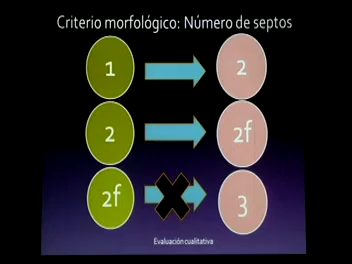 Criterio morfológico: Número de septos
1 2
2 2f
2f 3
Evaluación cualitativa